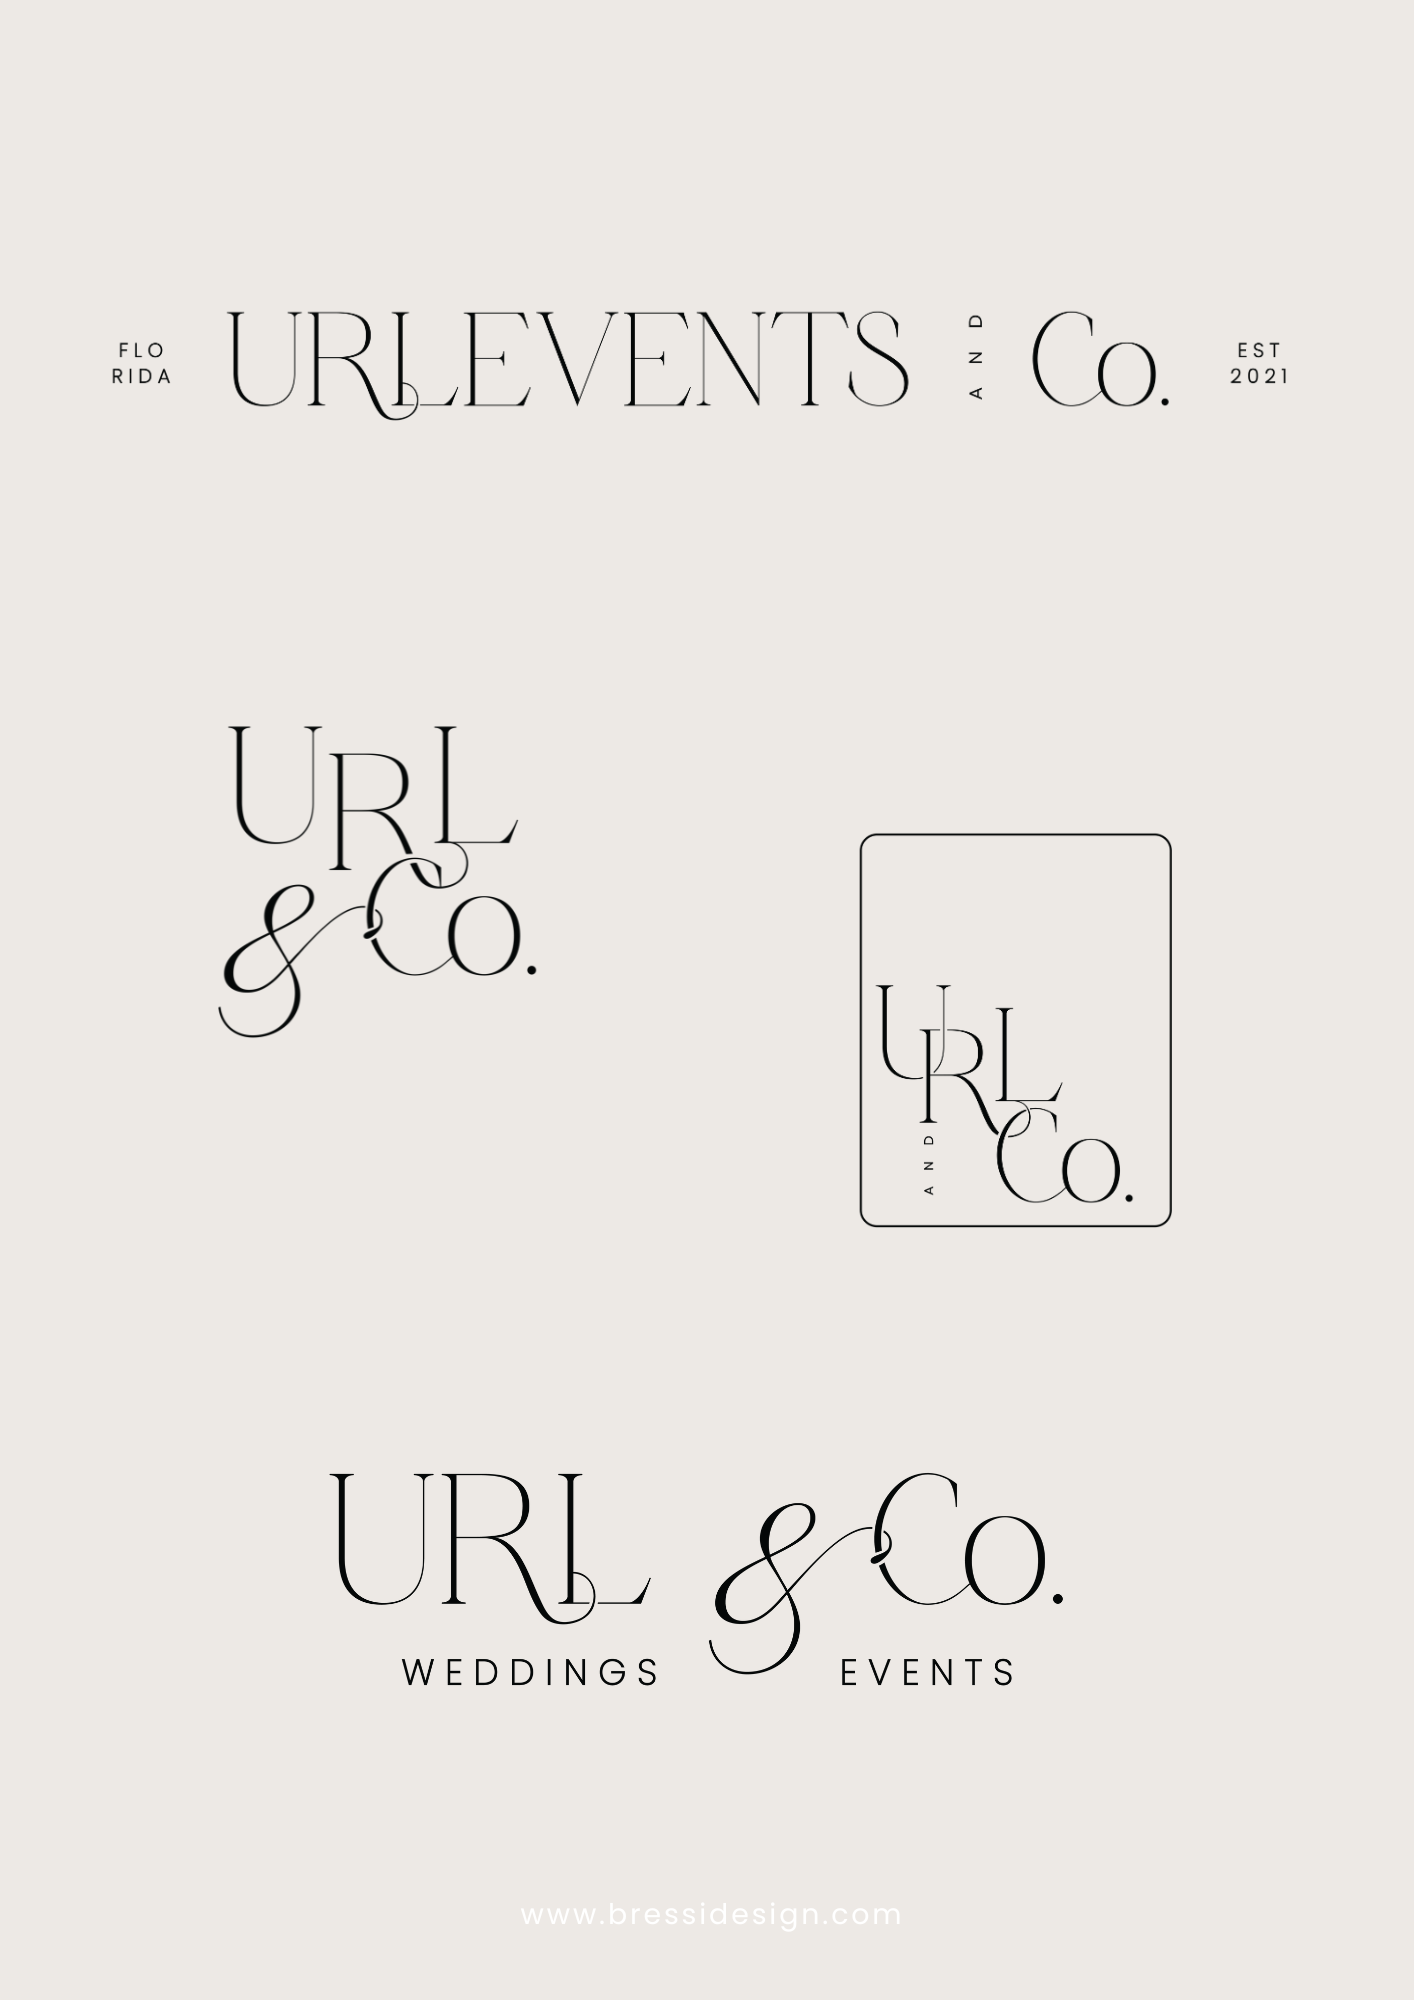 FLO
RIDA
URLEVENTS AND Co.
EST
2021
URL
& Co.
URL
AND Co.
URL & Co.
WEDDINGS EVENTS
www.bressidesign.com